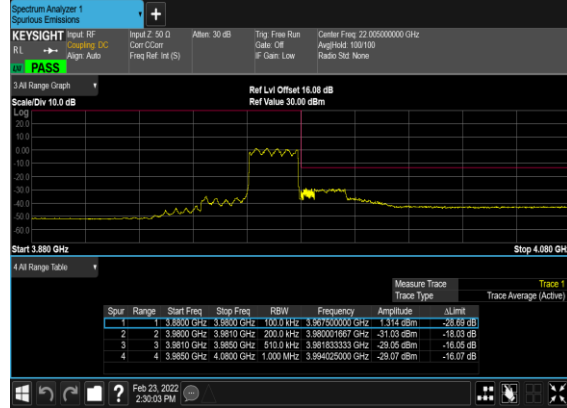 Spectrum Analyzer 1
Spurious Emissions
+
KEYSIGHT Input: RF Input Z: 50 Ω Atten: 30 dB Trig: Free Run Center Freq: 22.005000000 GHz
RL Coupling: DC Corr CCorr Gate: Off Avg|Hold: 100/100
Align: Auto Freq Ref: Int (S) IF Gain: Low Radio Std: None
LW PASS
3 All Range Graph
Ref Lvl Offset 16.08 dB
Scale/Div 10.0 dB Ref Value 30.00 dBm
Log
20.0
10.0
0.00
-10.0
-20.0
-30.0
-40.0
-50.0
-60.0
Start 3.880 GHz Stop 4.080 GHz
4 All Range Table
Measure Trace Trace 1
Trace Type Trace Average (Active)
Spur Range Start Freq Stop Freq RBW Frequency Amplitude ΔLimit
1 1 3.8800 GHz 3.9800 GHz 100.0 kHz 3.967500000 GHz 1.314 dBm -28.69 dB
2 2 3.9800 GHz 3.9810 GHz 200.0 kHz 3.980001667 GHz -31.03 dBm -18.03 dB
3 3 3.9810 GHz 3.9850 GHz 510.0 kHz 3.981833333 GHz -29.05 dBm -16.05 dB
4 4 3.9850 GHz 4.0800 GHz 1.000 MHz 3.994025000 GHz -29.07 dBm -16.07 dB
? Feb 23, 2022
2:30:03 PM